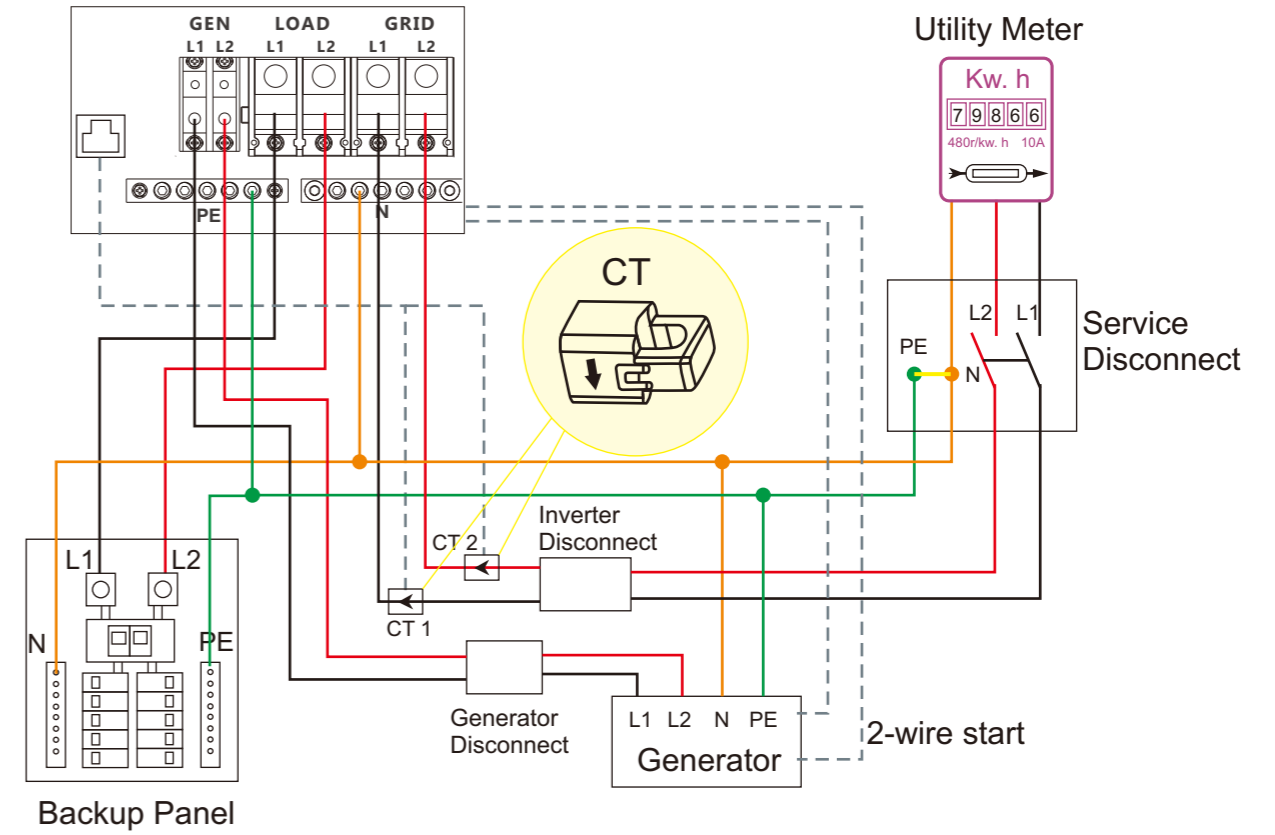 GEN LOAD GRID
L1 L2 L1 L2 L1 L2
PE
N
Utility Meter
Kw. h
79866
480r/kw. h 10A
CT
L2 L1
PE
N
Service
Disconnect
Inverter
Disconnect
CT 2
CT 1
L1 L2
N
PE
Backup Panel
Generator
Disconnect
L1 L2 N PE
Generator
2-wire start